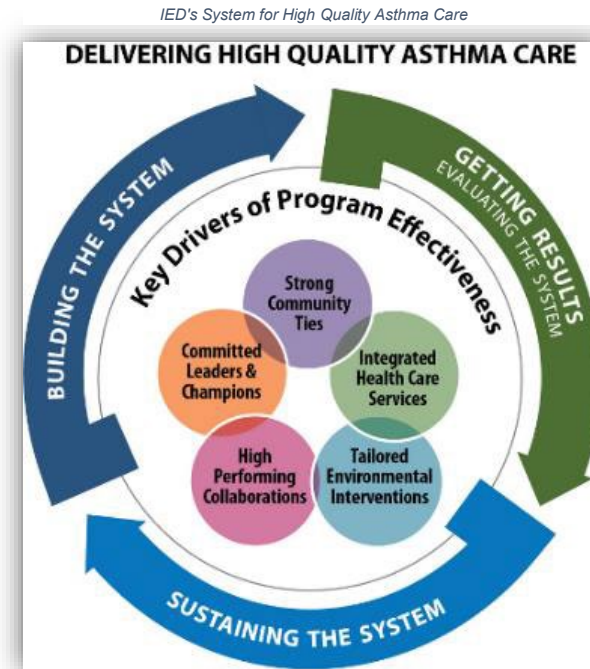 IED's System for High Quality Asthma Care
DELIVERING HIGH QUALITY ASTHMA CARE
BUILDING THE SYSTEM
GETTING RESULTS
EVALUATING THE SYSTEM
Key Drivers of Program Effectiveness
Strong
Community
Ties
Committed
Leaders &
Champions
Integrated
Health Care
Services
High
Performing
Collaborations
Tailored
Environmental
Interventions
SUSTAINING THE SYSTEM